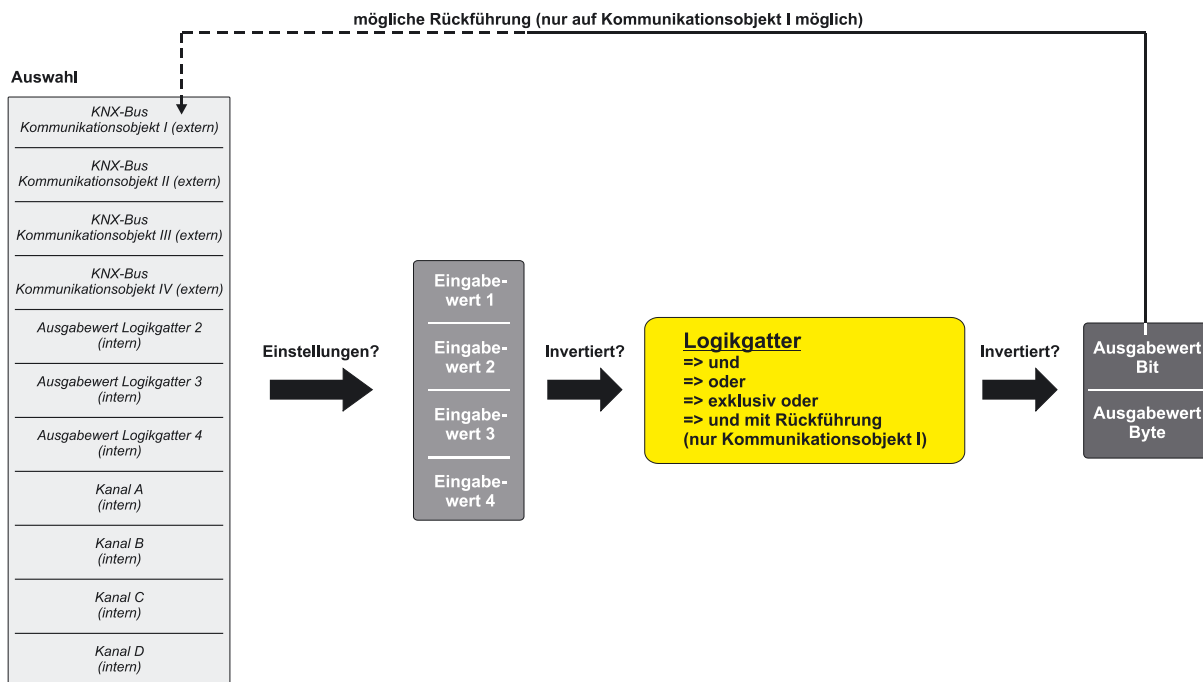 mögliche Rückführung (nur auf Kommunikationsobjekt I möglich)
Auswahl
KNX-Bus
Kommunikationsobjekt I (extern)
KNX-Bus
Kommunikationsobjekt II (extern)
KNX-Bus
Kommunikationsobjekt III (extern)
KNX-Bus
Kommunikationsobjekt IV (extern)
Ausgabewert Logikgatter 2
(intern)
Ausgabewert Logikgatter 3
(intern)
Ausgabewert Logikgatter 4
(intern)
Kanal A
(intern)
Kanal B
(intern)
Kanal C
(intern)
Kanal D
(intern)
Einstellungen?
Eingabe-
wert 1
Eingabe-
wert 2
Eingabe-
wert 3
Eingabe-
wert 4
Invertiert?
Logikgatter
=> und
=> oder
=> exklusiv oder
=> und mit Rückführung
(nur Kommunikationsobjekt I)
Invertiert?
Ausgabewert
Bit
Ausgabewert
Byte